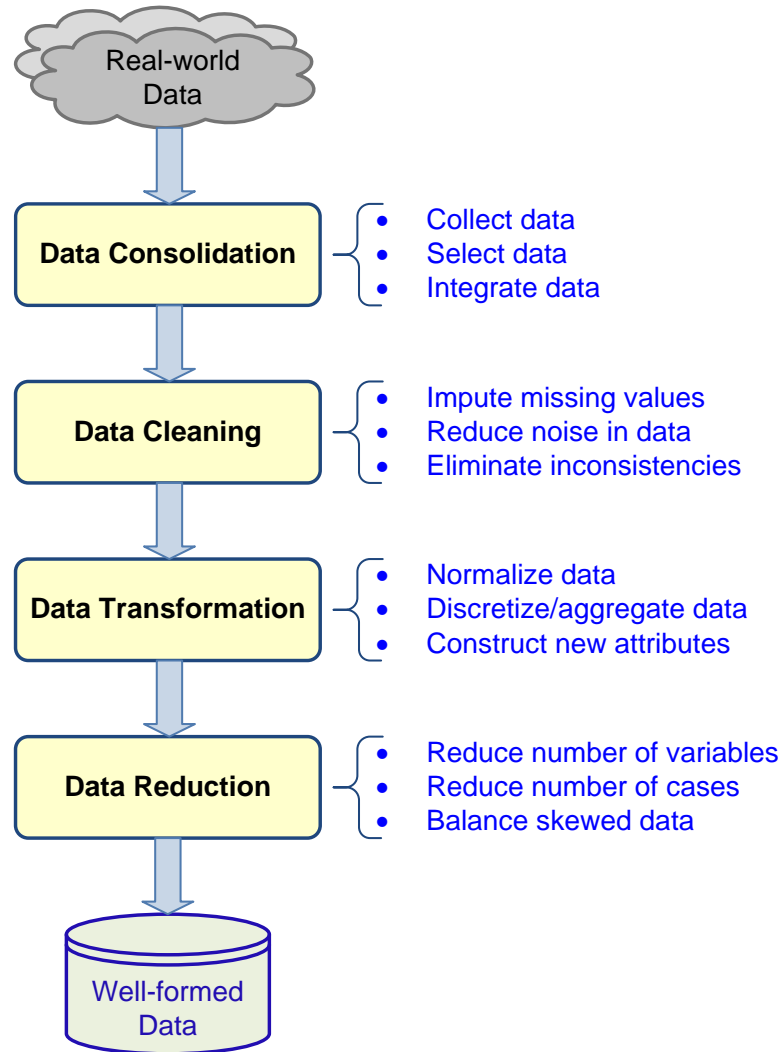 Real-world
Data
Data Consolidation
• Collect data
• Select data
• Integrate data
Data Cleaning
• Impute missing values
• Reduce noise in data
• Eliminate inconsistencies
Data Transformation
• Normalize data
• Discretize/aggregate data
• Construct new attributes
Data Reduction
• Reduce number of variables
• Reduce number of cases
• Balance skewed data
Well-formed
Data